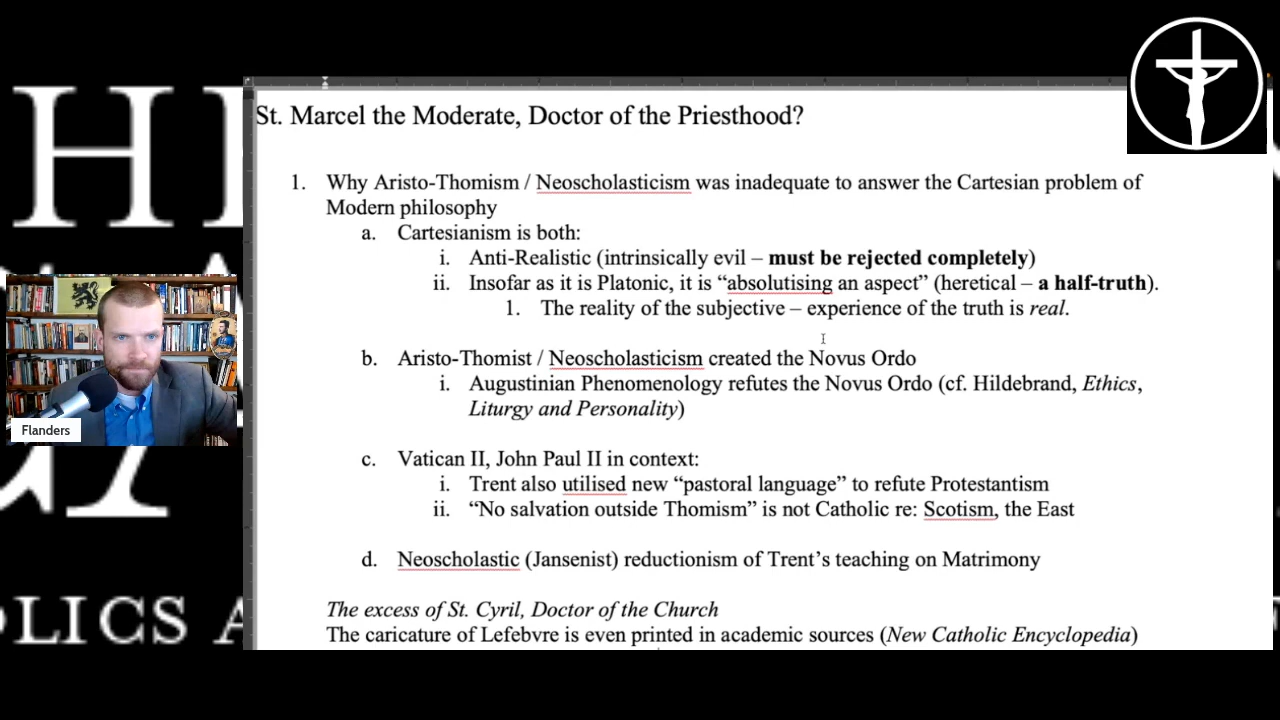 St. Marcel the Moderate, Doctor of the Priesthood?
1. Why Aristo-Thomism / Neoscholasticism was inadequate to answer the Cartesian problem of
Modern philosophy
a. Cartesianism is both:
i. Anti-Realistic (intrinsically evil – must be rejected completely)
ii. Insofar as it is Platonic, it is “absolutising an aspect” (heretical – a half-truth).
1. The reality of the subjective – experience of the truth is real.
b. Aristo-Thomist / Neoscholasticism created the Novus Ordo
i. Augustinian Phenomenology refutes the Novus Ordo (cf. Hildebrand, Ethics,
Liturgy and Personality)
c. Vatican II, John Paul II in context:
i. Trent also utilised new “pastoral language” to refute Protestantism
ii. “No salvation outside Thomism” is not Catholic re: Scotism, the East
d. Neoscholastic (Jansenist) reductionism of Trent’s teaching on Matrimony
The excess of St. Cyril, Doctor of the Church
The caricature of Lefebvre is even printed in academic sources (New Catholic Encyclopedia)
Flanders
OLICS A